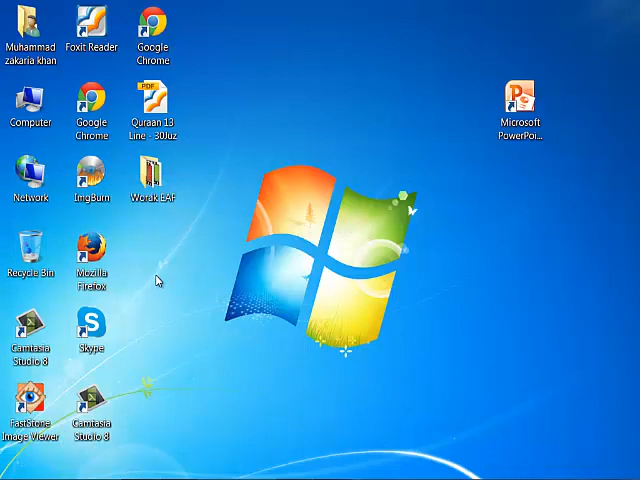 Muhammad
zakaria khan
Foxit Reader
Google
Chrome
Computer
Google
Chrome
PDF
Quraan 13
Line - 30Juz
Microsoft
PowerPoi...
Network
ImgBurn
Worak EAF
Recycle Bin
Mozilla
Firefox
Camtasia
Studio 8
Skype
FastStone
Image Viewer
Camtasia
Studio 8